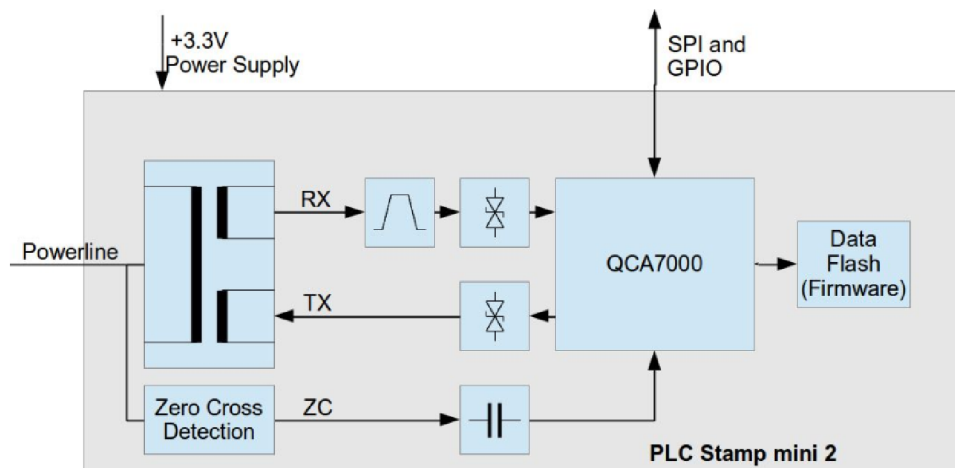 +3.3V
Power Supply
SPI and
GPIO
RX
Powerline
QCA7000
Data
Flash
(Firmware)
TX
Zero Cross
Detection
ZC
PLC Stamp mini 2